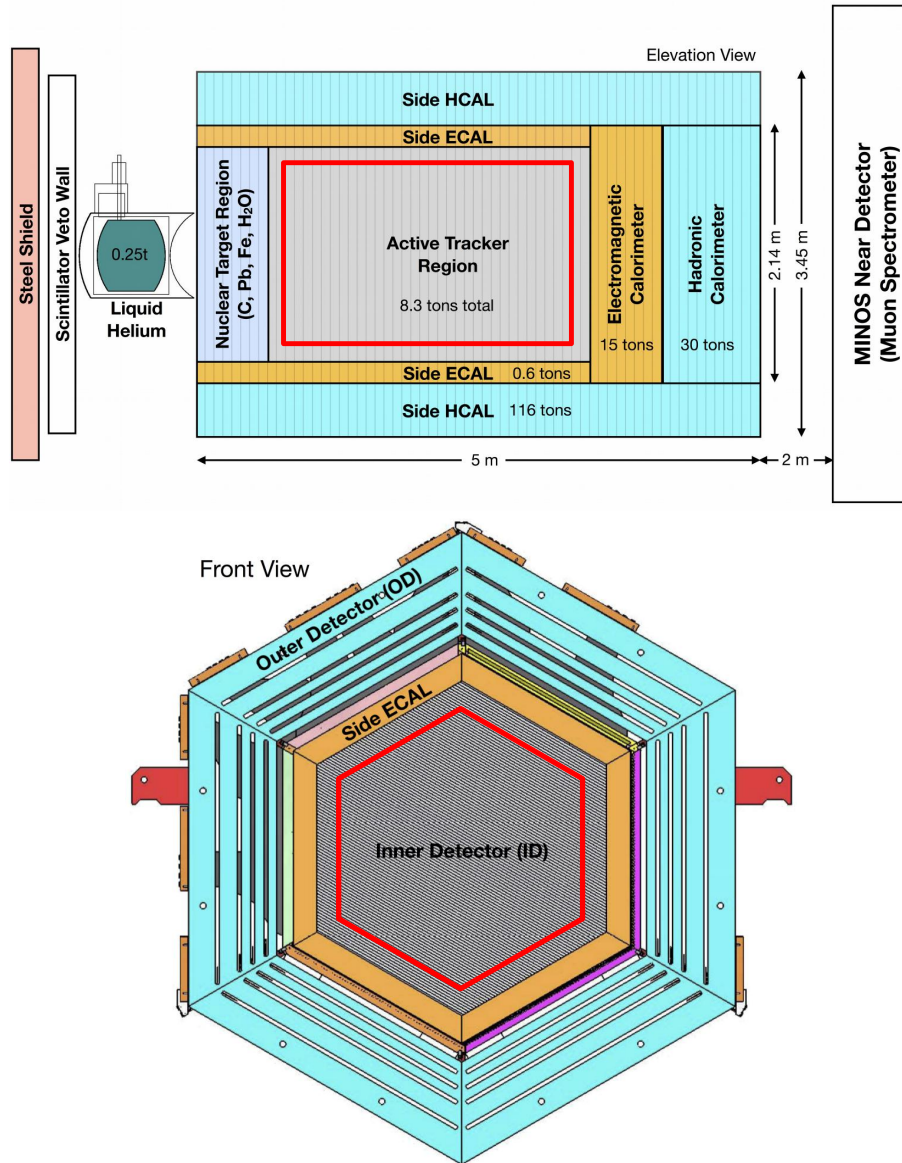 Elevation View
Steel Shield
Scintillator Veto Wall
0.25t
Liquid
Helium
Side HCAL
Side ECAL
Nuclear Target Region
(C, Pb, Fe, H₂O)
Active Tracker
Region
8.3 tons total
Electromagnetic
Calorimeter
15 tons
Hadronic
Calorimeter
30 tons
Side ECAL 0.6 tons
Side HCAL 116 tons
2.14 m
3.45 m
5 m
2 m
MINOS Near Detector
(Muon Spectrometer)
Front View
Outer Detector (OD)
Side ECAL
Inner Detector (ID)